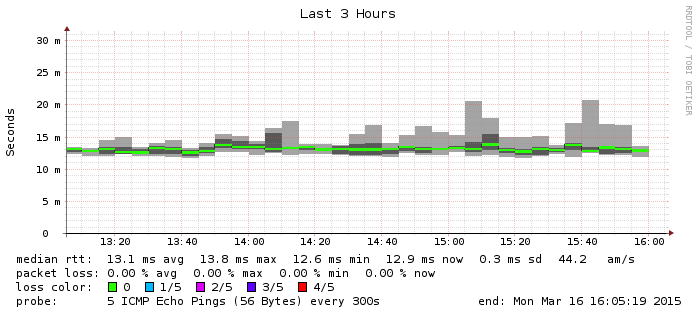 Last 3 Hours
RRDTOOL / TOBI OETIKER
Seconds
30 m
25 m
20 m
15 m
10 m
5 m
0
13:20 13:40 14:00 14:20 14:40 15:00 15:20 15:40 16:00
median rtt: 13.1 ms avg 13.8 ms max 12.6 ms min 12.9 ms now 0.3 ms sd 44.2 am/s
packet loss: 0.00 % avg 0.00 % max 0.00 % min 0.00 % now
loss color: 0 1/5 2/5 3/5 4/5
probe: 5 ICMP Echo Pings (56 Bytes) every 300s end: Mon Mar 16 16:05:19 2015